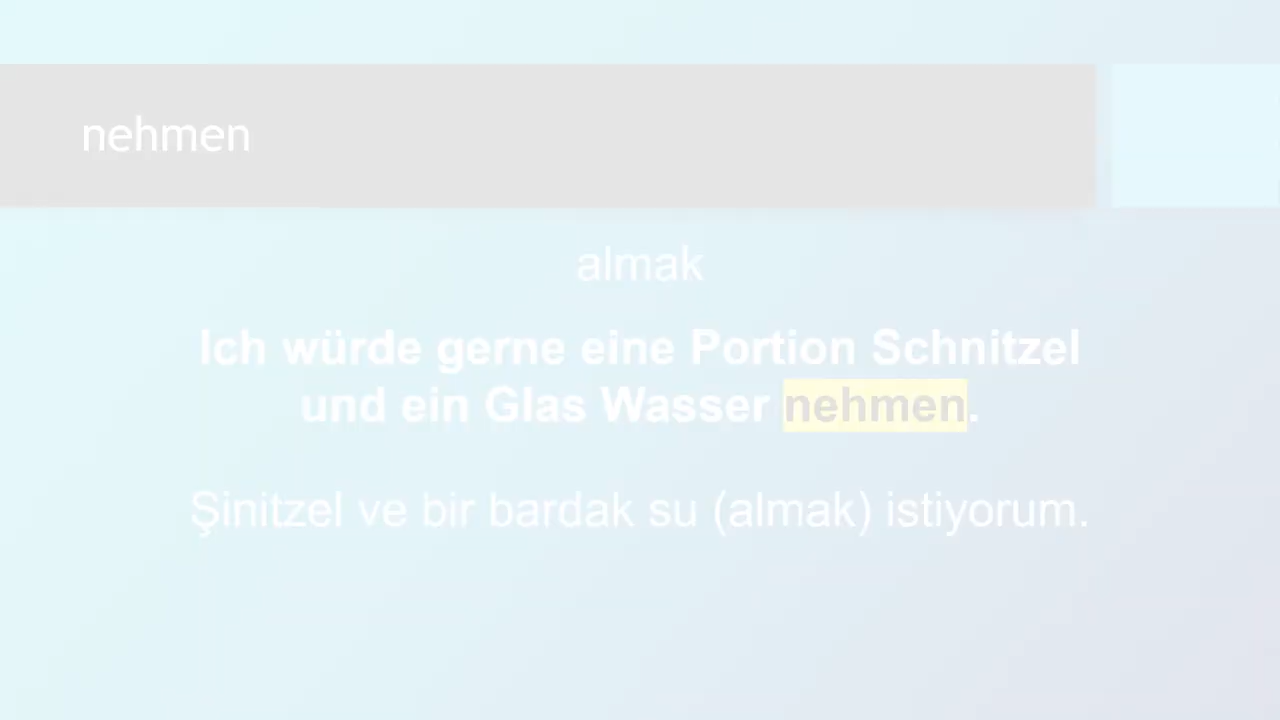 nehmen
almak
Ich würde gerne eine Portion Schnitzel
und ein Glas Wasser nehmen.
Şinitzel ve bir bardak su (almak) istiyorum.